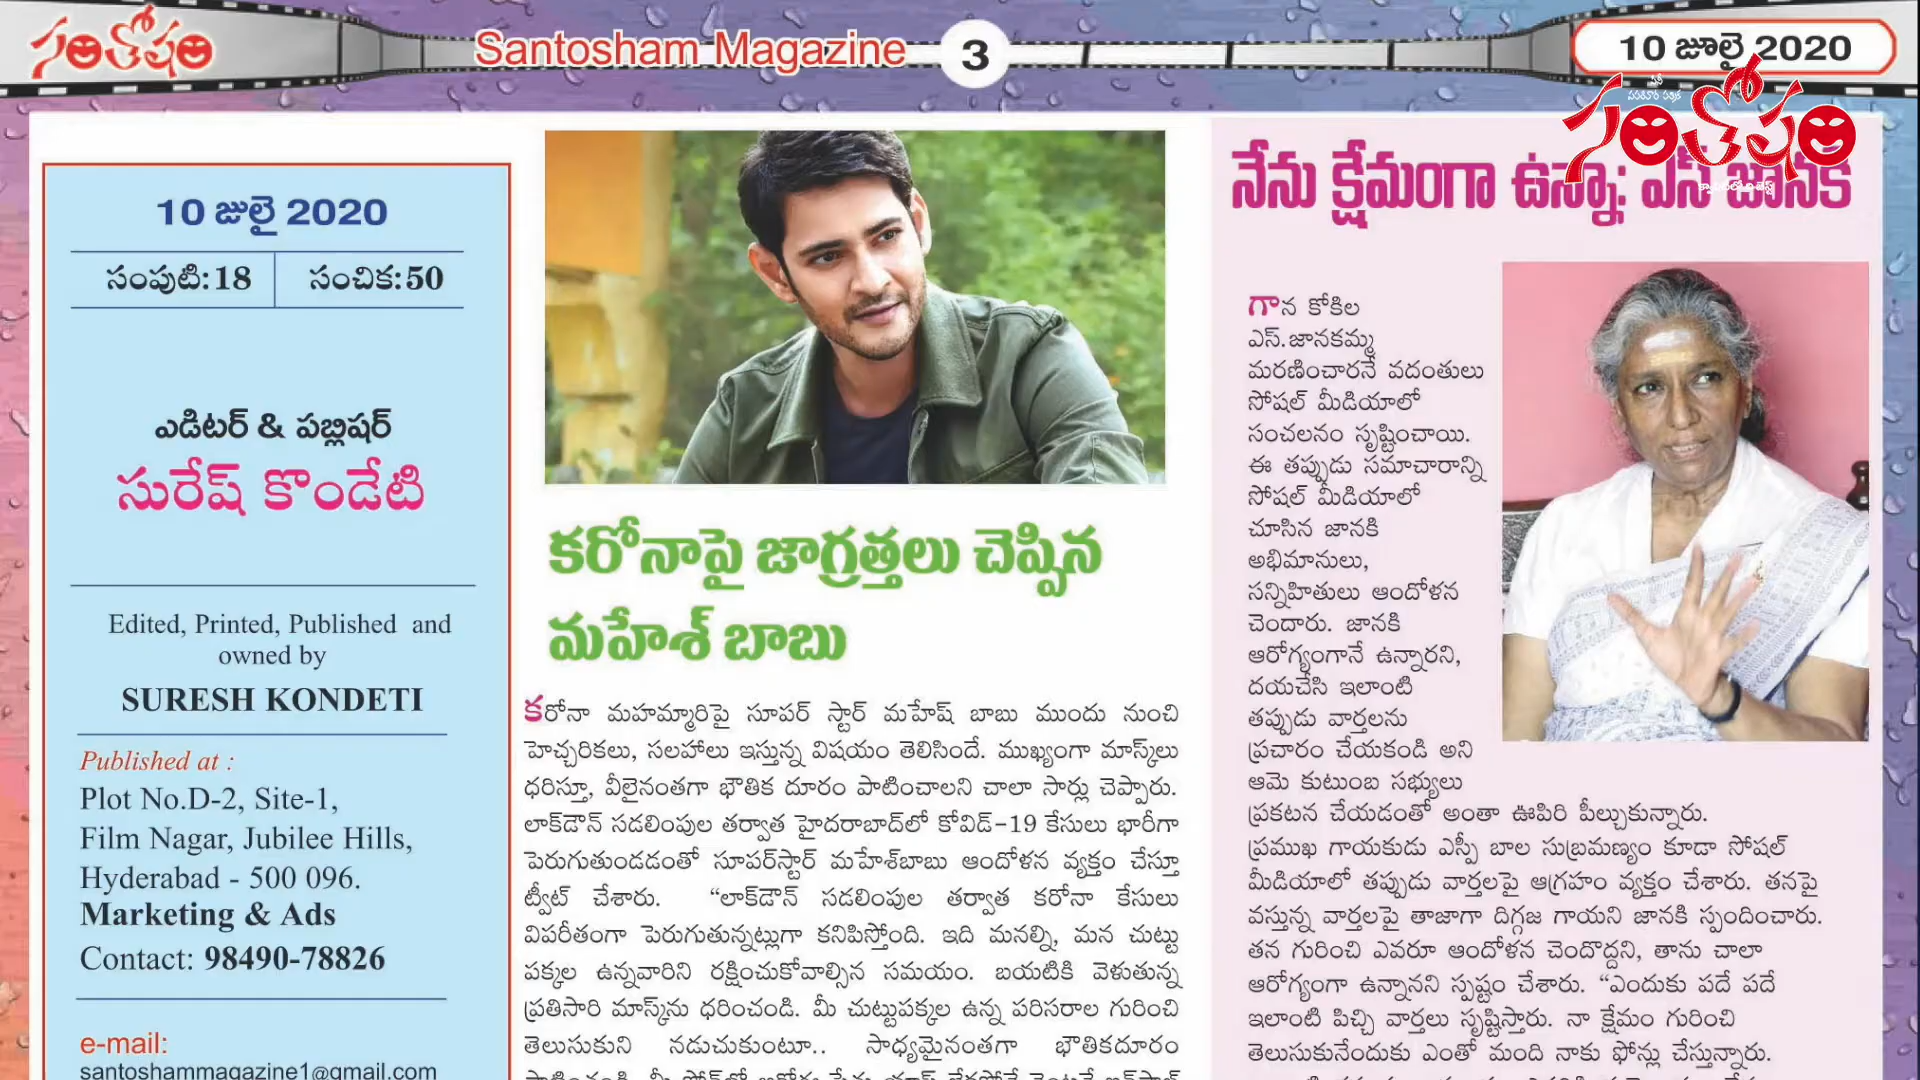 సంతోషం
Santosham Magazine
3
10 జూలై 2020
సంతోషం
10 జులై 2020
సంపుటి:18
సంచిక:50
ఎడిటర్ & పబ్లిషర్
సురేష్ కొండేటి
Edited, Printed, Published and
owned by
SURESH KONDETI
Published at :
Plot No.D-2, Site-1,
Film Nagar, Jubilee Hills,
Hyderabad - 500 096.
Marketing & Ads
Contact: 98490-78826
e-mail:
santoshammagazine1@gmail.com
కరోనాపై జాగ్రత్తలు చెప్పిన
మహేశ్ బాబు
కరోనా మహమ్మారిపై సూపర్ స్టార్ మహేష్ బాబు ముందు నుంచి
హెచ్చరికలు, సలహాలు ఇస్తున్న విషయం తెలిసిందే. ముఖ్యంగా మాస్క్‌లు
ధరిస్తూ, వీలైనంతగా భౌతిక దూరం పాటించాలని చాలా సార్లు చెప్పారు.
లాక్‌డౌన్ సడలింపుల తర్వాత హైదరాబాద్‌లో కోవిడ్-19 కేసులు భారీగా
పెరుగుతుండడంతో సూపర్‌స్టార్ మహేశ్‌బాబు ఆందోళన వ్యక్తం చేస్తూ
ట్వీట్ చేశారు. “లాక్‌డౌన్ సడలింపుల తర్వాత కరోనా కేసులు
విపరీతంగా పెరుగుతున్నట్లుగా కనిపిస్తోంది. ఇది మనల్ని, మన చుట్టు
పక్కల ఉన్నవారిని రక్షించుకోవాల్సిన సమయం. బయటికి వెళుతున్న
ప్రతిసారి మాస్క్‌ను ధరించండి. మీ చుట్టుపక్కల ఉన్న పరిసరాల గురించి
తెలుసుకుని నడుచుకుంటూ.. సాధ్యమైనంతగా భౌతికదూరం
నేను క్షేమంగా ఉన్నా: ఎస్ జానకి
గాన కోకిల
ఎస్.జానకమ్మ
మరణించారనే వదంతులు
సోషల్ మీడియాలో
సంచలనం సృష్టించాయి.
ఈ తప్పుడు సమాచారాన్ని
సోషల్ మీడియాలో
చూసిన జానకి
అభిమానులు,
సన్నిహితులు ఆందోళన
చెందారు. జానకి
ఆరోగ్యంగానే ఉన్నారని,
దయచేసి ఇలాంటి
తప్పుడు వార్తలను
ప్రచారం చేయకండి అని
ఆమె కుటుంబ సభ్యులు
ప్రకటన చేయడంతో అంతా ఊపిరి పీల్చుకున్నారు.
ప్రముఖ గాయకుడు ఎస్పీ బాల సుబ్రమణ్యం కూడా సోషల్
మీడియాలో తప్పుడు వార్తలపై ఆగ్రహం వ్యక్తం చేశారు. తనపై
వస్తున్న వార్తలపై తాజాగా దిగ్గజ గాయని జానకి స్పందించారు.
తన గురించి ఎవరూ ఆందోళన చెందొద్దని, తాను చాలా
ఆరోగ్యంగా ఉన్నానని స్పష్టం చేశారు. “ఎందుకు పదే పదే
ఇలాంటి పిచ్చి వార్తలు సృష్టిస్తారు. నా క్షేమం గురించి
తెలుసుకునేందుకు ఎంతో మంది నాకు ఫోన్లు చేస్తున్నారు.